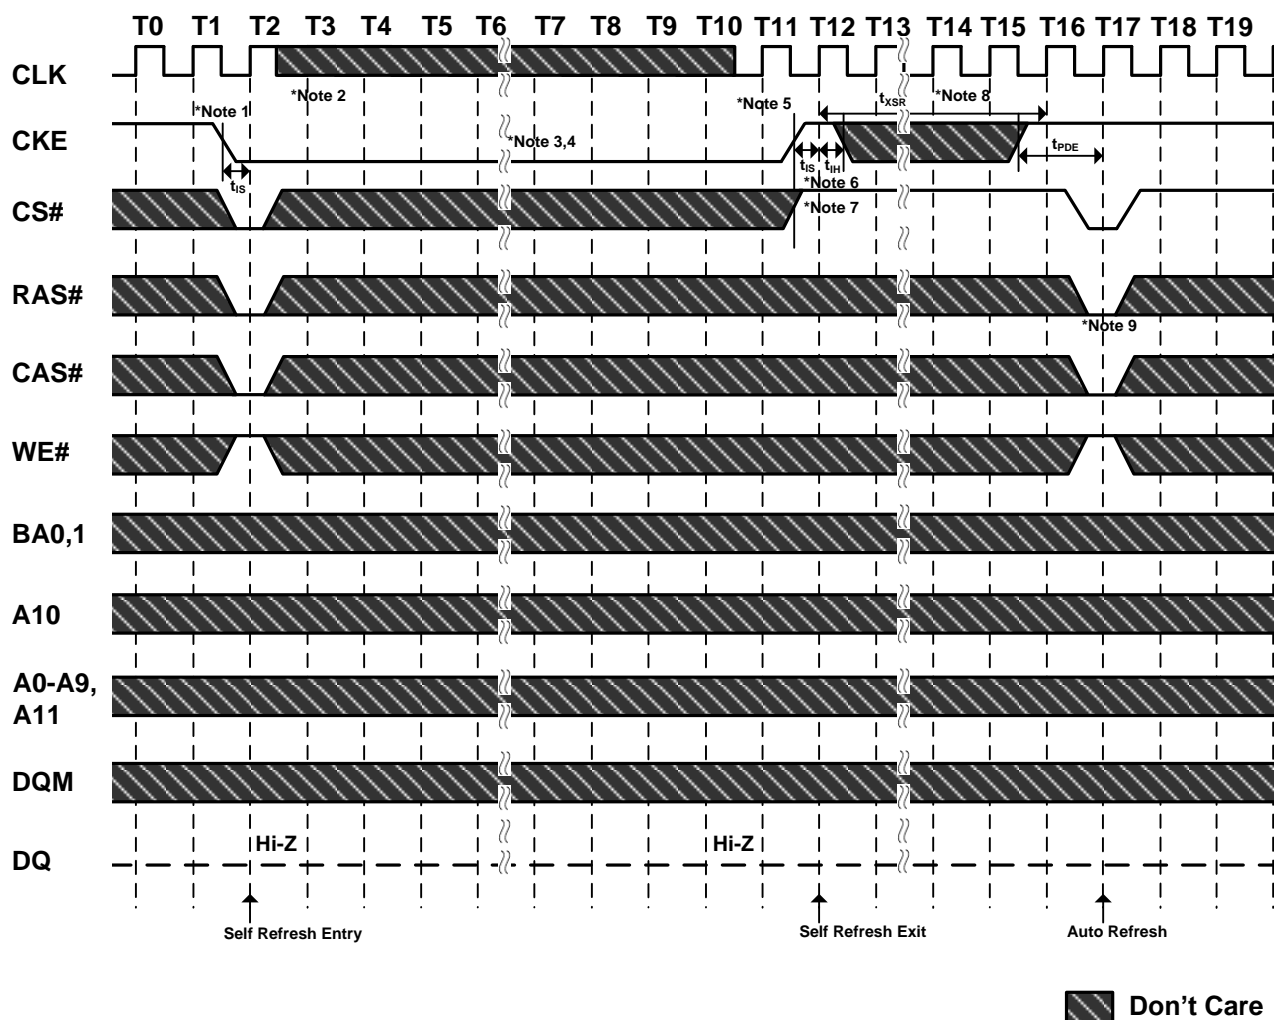 T0 T1 T2 T3 T4 T5 T6 T7 T8 T9 T10 T11 T12 T13 T14 T15 T16 T17 T18 T19
CLK
*Note 1
*Note 2
*Note 5
tXSR
*Note 8
CKE
*Note 3,4
tIS
tIS
tIH
tPDE
*Note 6
CS#
*Note 7
RAS#
*Note 9
CAS#
WE#
BA0,1
A10
A0-A9,
A11
DQM
DQ
Hi-Z
Hi-Z
Self Refresh Entry
Self Refresh Exit
Auto Refresh
Don't Care